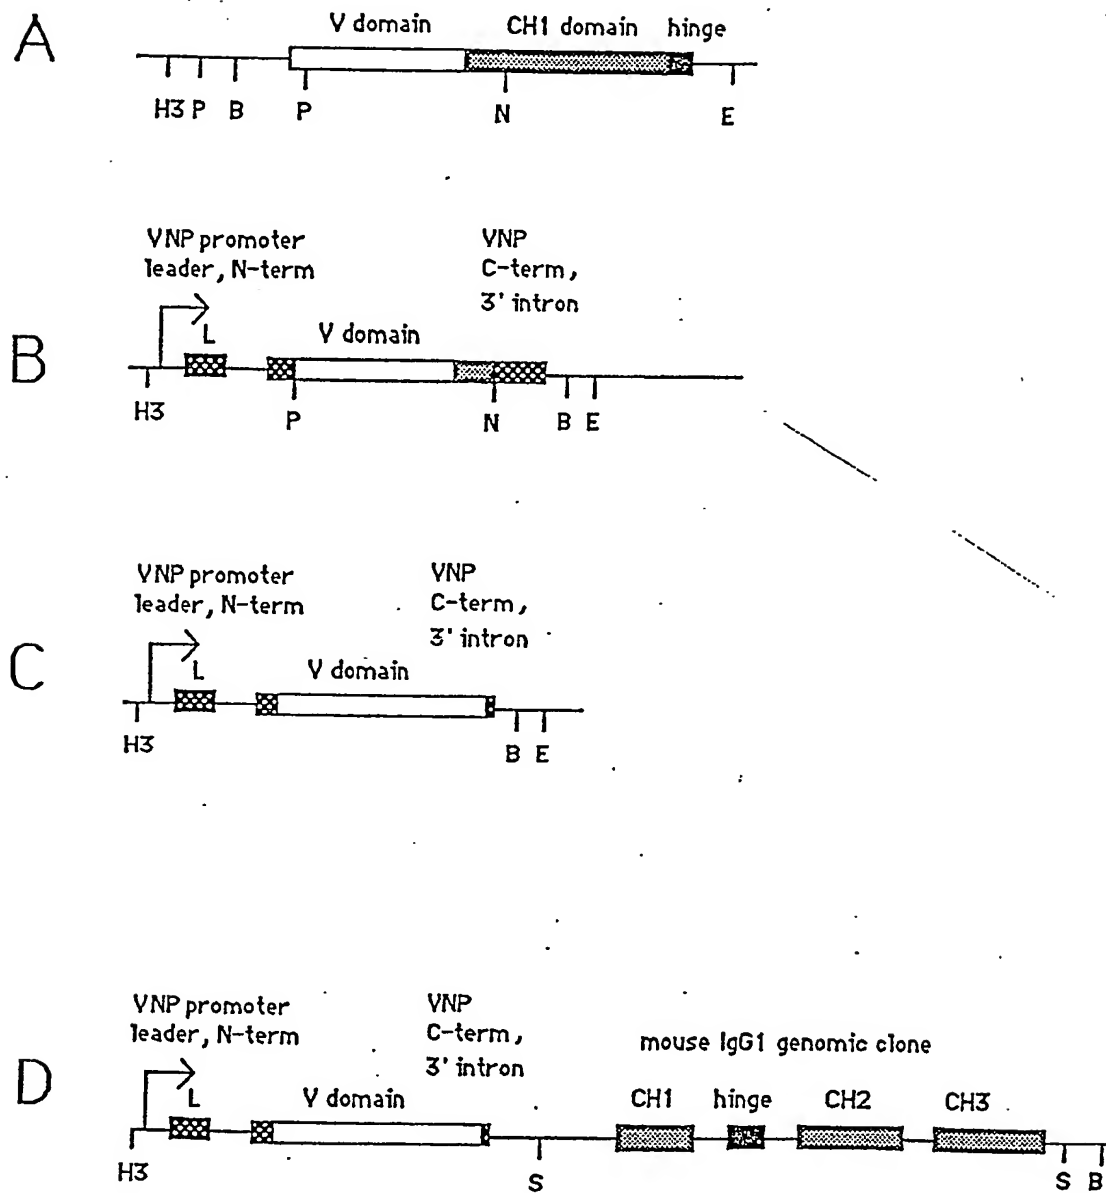 A
V domain
CH1 domain
hinge
H3 P B P N E
B
VNP promoter
leader, N-term
VNP
C-term,
3' intron
L
V domain
H3 P N B E
C
VNP promoter
leader, N-term
VNP
C-term,
3' intron
L
V domain
H3 B E
D
VNP promoter
leader, N-term
VNP
C-term,
3' intron
mouse IgG1 genomic clone
L
V domain
CH1 hinge CH2 CH3
H3 S S B